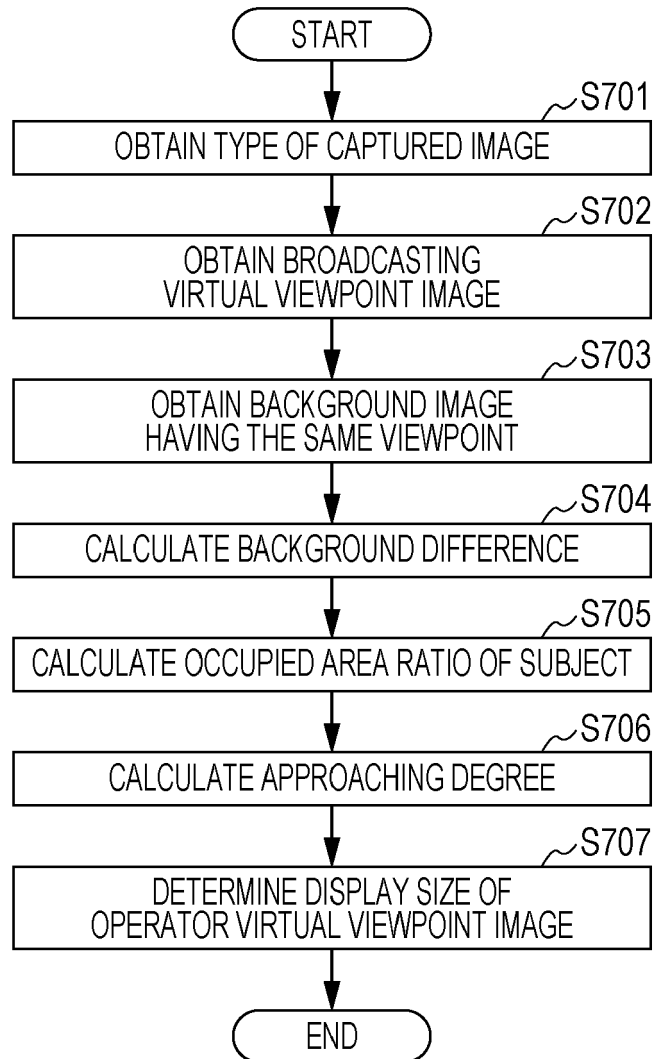 START
S701
OBTAIN TYPE OF CAPTURED IMAGE
S702
OBTAIN BROADCASTING
VIRTUAL VIEWPOINT IMAGE
S703
OBTAIN BACKGROUND IMAGE
HAVING THE SAME VIEWPOINT
S704
CALCULATE BACKGROUND DIFFERENCE
S705
CALCULATE OCCUPIED AREA RATIO OF SUBJECT
S706
CALCULATE APPROACHING DEGREE
S707
DETERMINE DISPLAY SIZE OF
OPERATOR VIRTUAL VIEWPOINT IMAGE
END